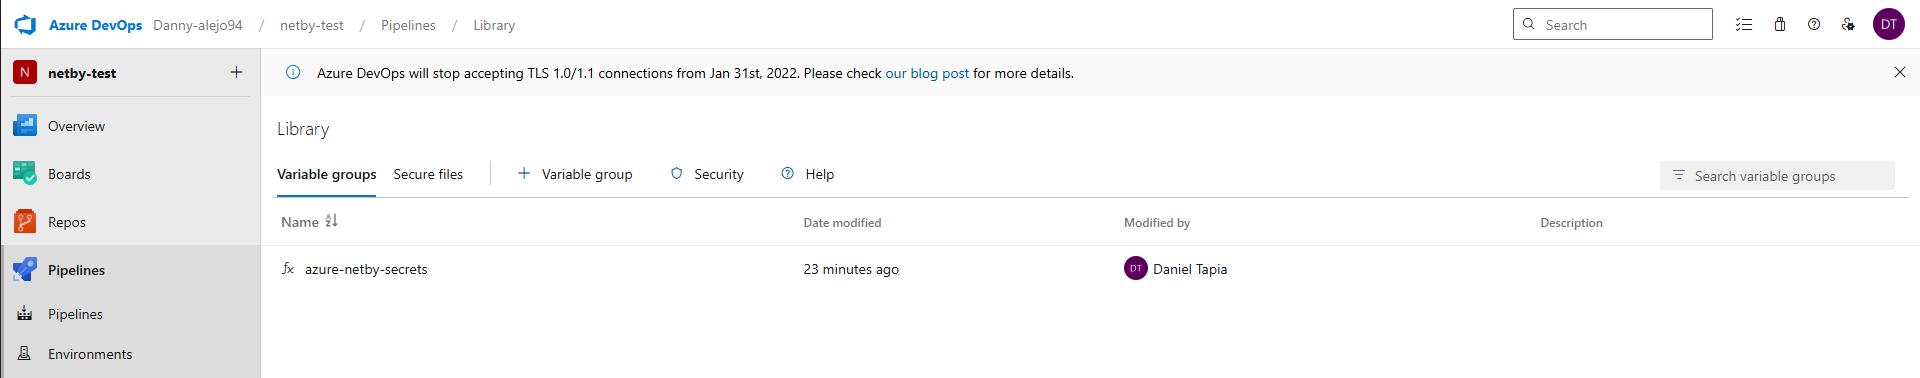 Azure DevOps Danny-alejo94 / netby-test / Pipelines / Library
Search
DT
N netby-test +
Azure DevOps will stop accepting TLS 1.0/1.1 connections from Jan 31st, 2022. Please check our blog post for more details.
Overview
Boards
Repos
Pipelines
Pipelines
Environments
Library
Variable groups Secure files + Variable group Security ? Help
Search variable groups
Name Date modified Modified by Description
fx azure-netby-secrets 23 minutes ago DT Daniel Tapia